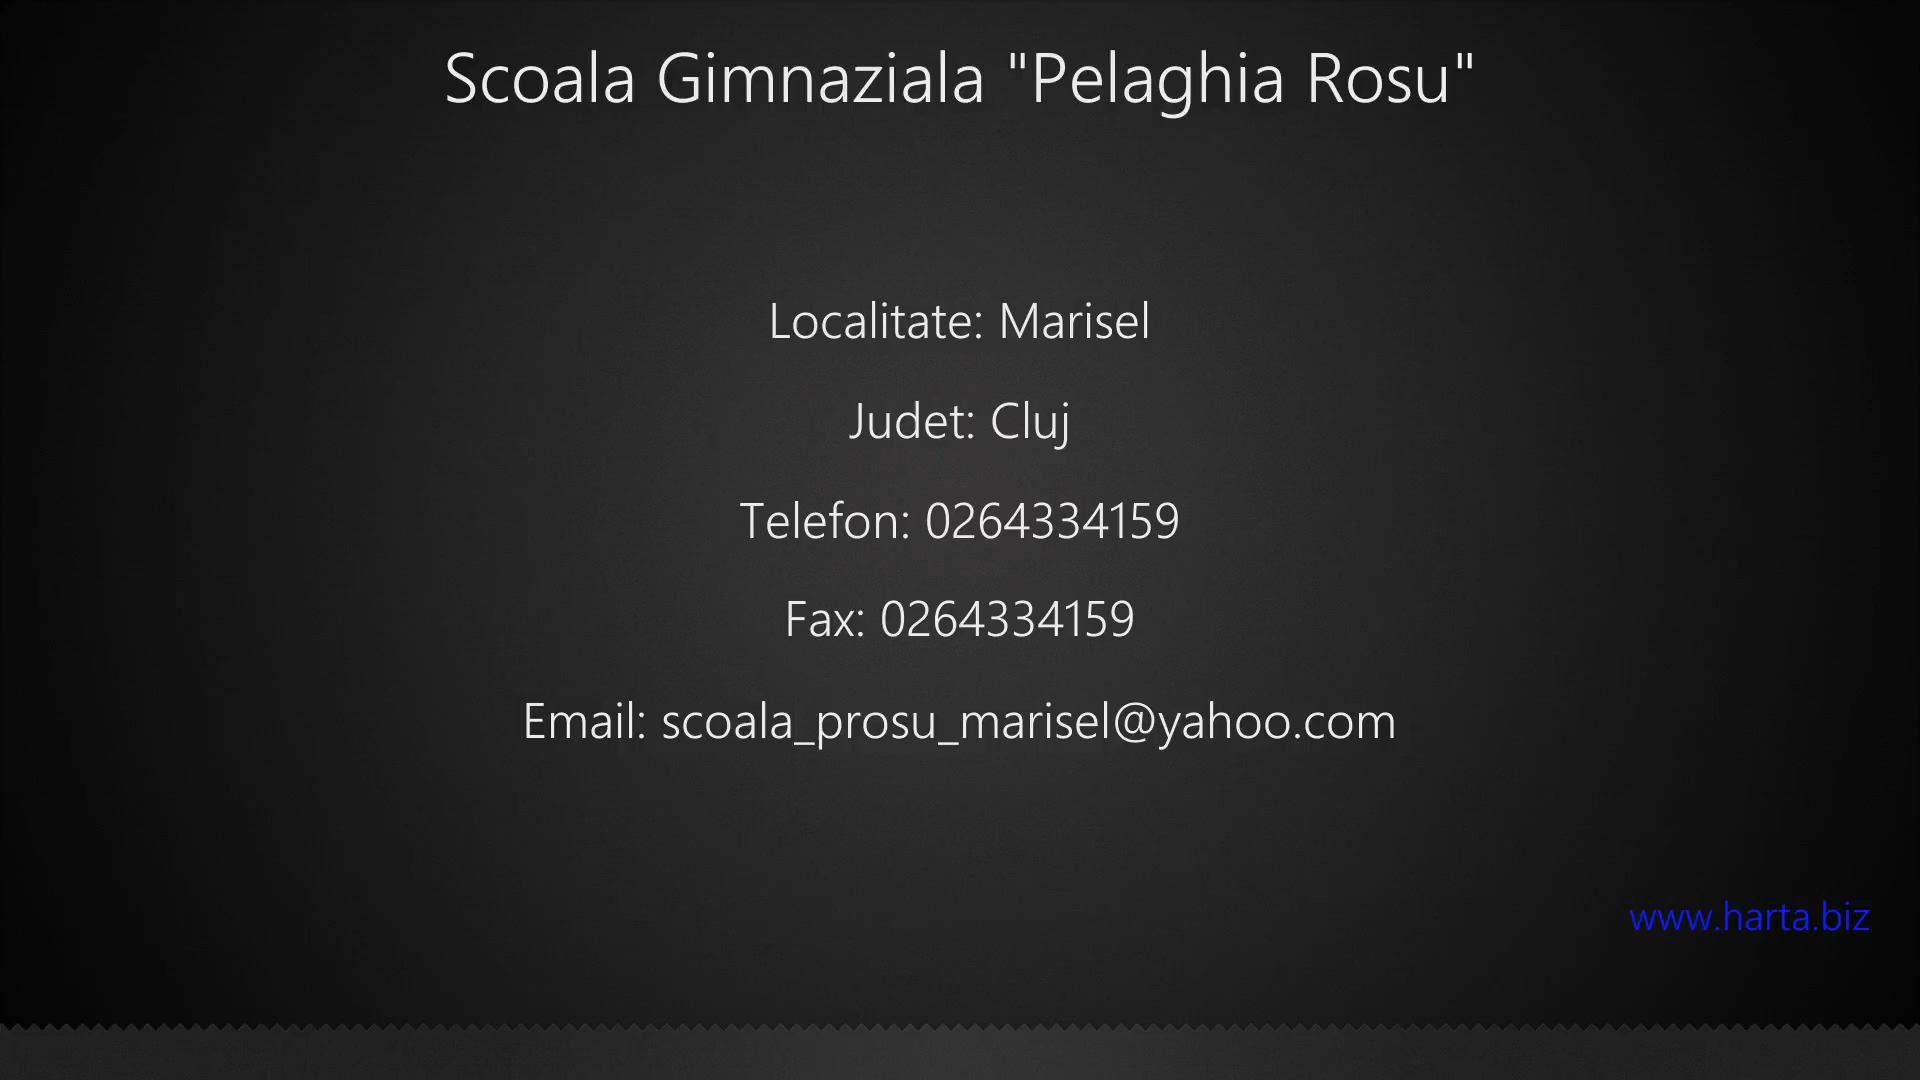 Scoala Gimnaziala "Pelaghia Rosu"
Localitate: Marisel
Judet: Cluj
Telefon: 0264334159
Fax: 0264334159
Email: scoala_prosu_marisel@yahoo.com
www.harta.biz